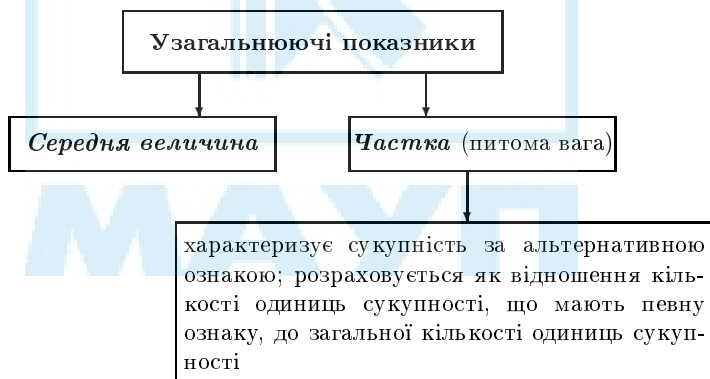 Узагальнюючі показники
Середня величина
Частка (питома вага)
МАУП
характеризує сукупність за альтернативною
ознакою; розраховується як відношення кіль-
кості одиниць сукупності, що мають певну
ознаку, до загальної кількості одиниць сукуп-
ності